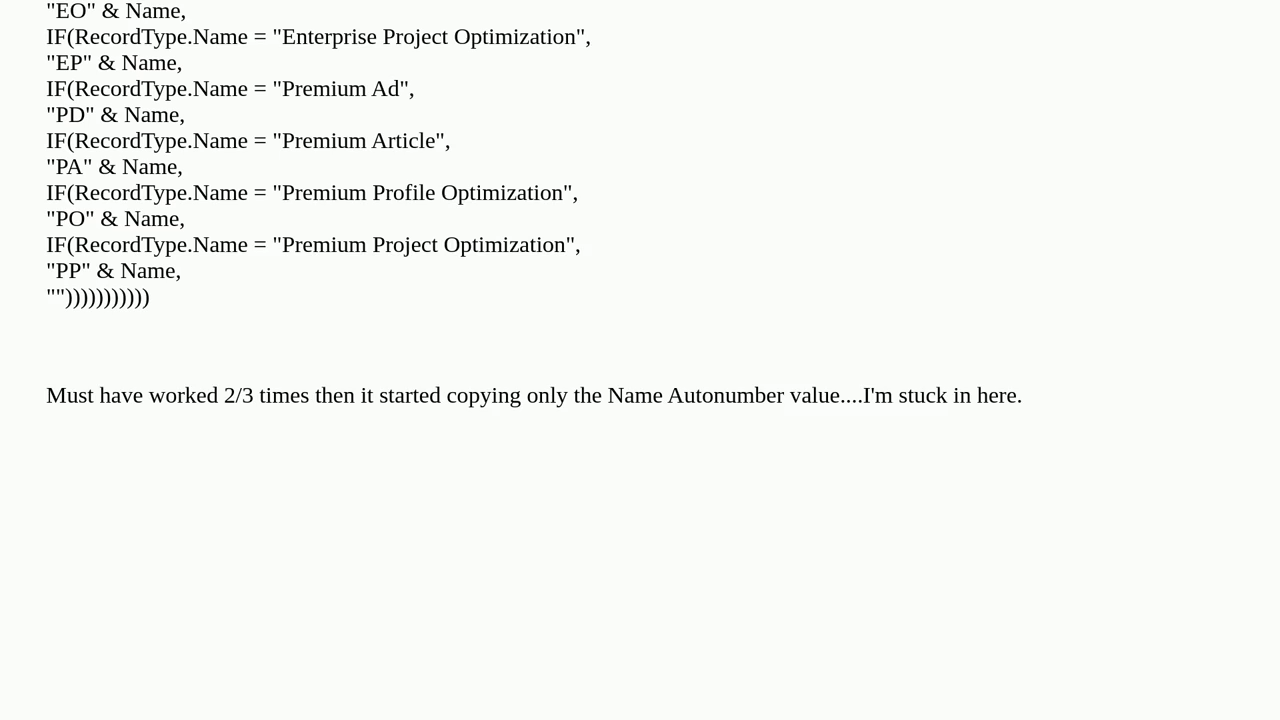 "EO" & Name,
IF(RecordType.Name = "Enterprise Project Optimization",
"EP" & Name,
IF(RecordType.Name = "Premium Ad",
"PD" & Name,
IF(RecordType.Name = "Premium Article",
"PA" & Name,
IF(RecordType.Name = "Premium Profile Optimization",
"PO" & Name,
IF(RecordType.Name = "Premium Project Optimization",
"PP" & Name,
"")))))))))))
Must have worked 2/3 times then it started copying only the Name Autonumber value....I'm stuck in here.